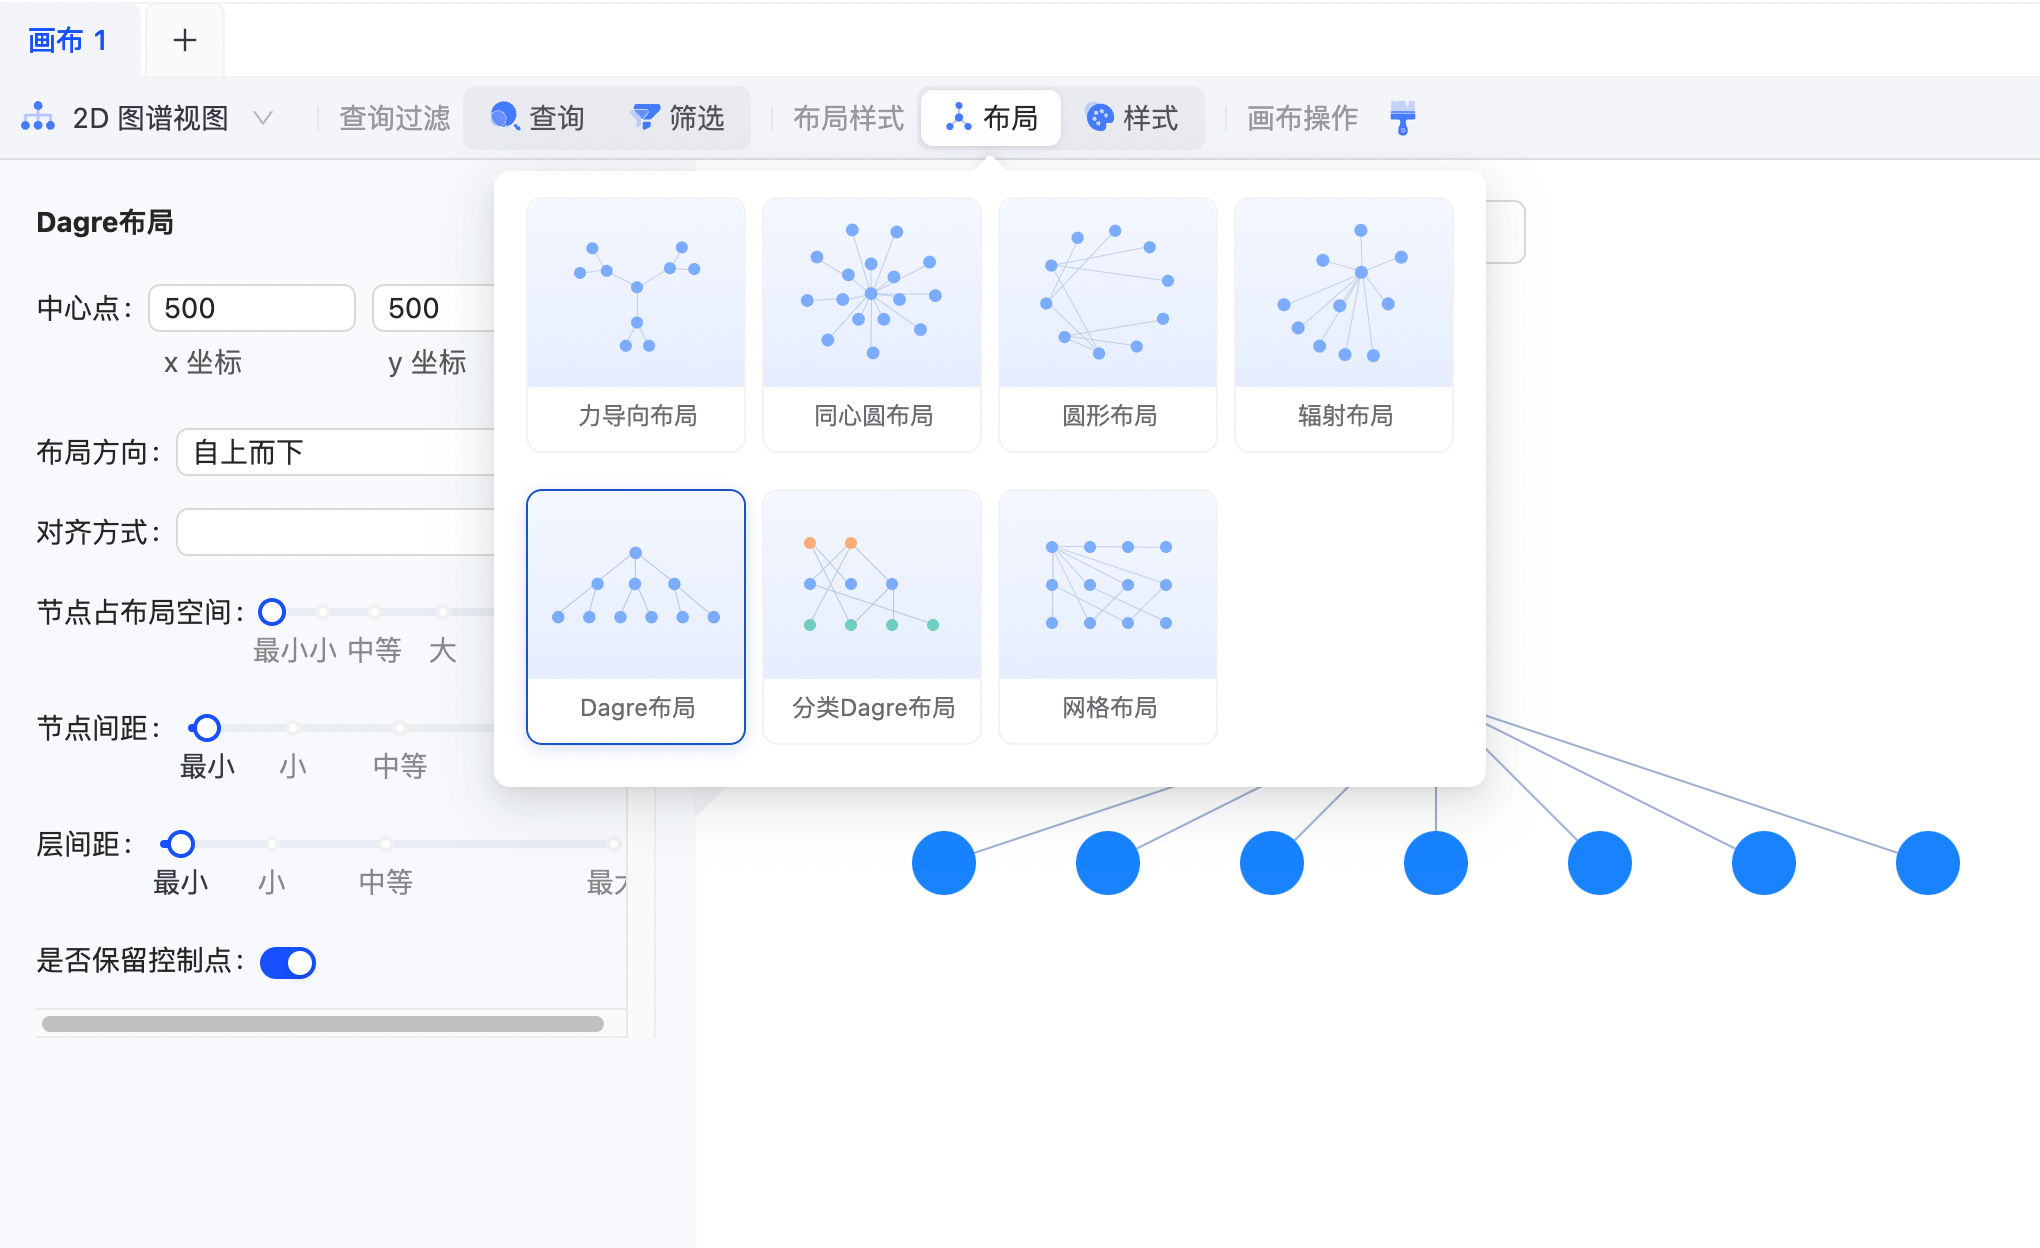 画布 1
2D 图谱视图 查询过滤 查询 筛选 布局样式 布局 样式 画布操作
Dagre布局
中心点: 500 500
x 坐标 y 坐标
布局方向: 自上而下
对齐方式:
节点占布局空间:
最小 小 中等 大
节点间距:
最小 小 中等
层间距:
最小 小 中等 最大
是否保留控制点:
力导向布局 同心圆布局 圆形布局 辐射布局
Dagre布局 分类Dagre布局 网格布局